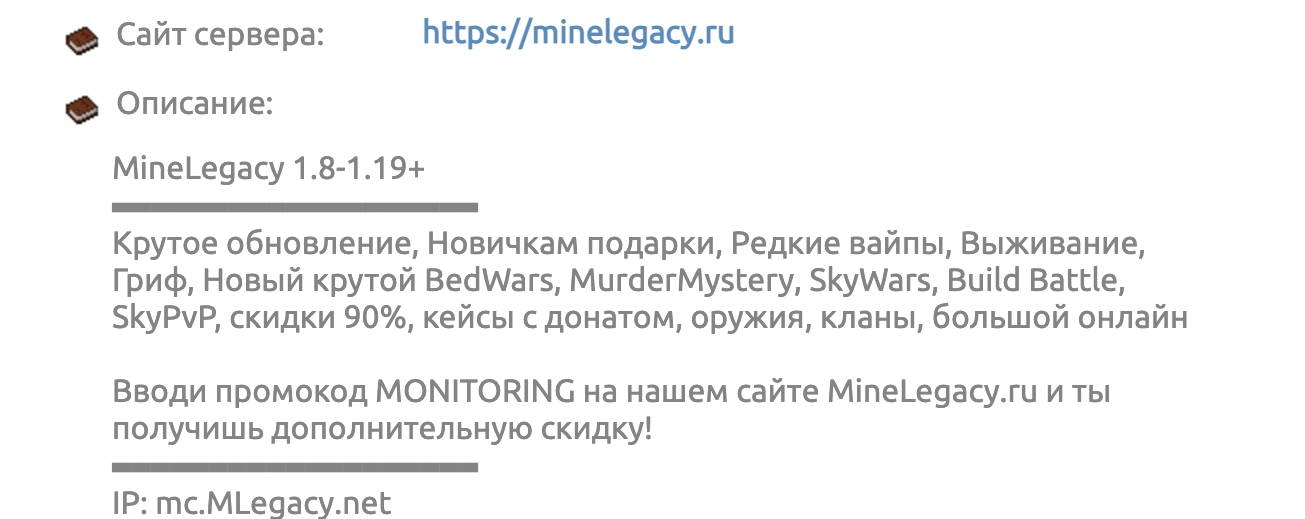 Сайт сервера: https://minelegacy.ru
Описание:
MineLegacy 1.8-1.19+
Крутое обновление, Новичкам подарки, Редкие вайпы, Выживание,
Гриф, Новый крутой BedWars, MurderMystery, SkyWars, Build Battle,
SkyPvP, скидки 90%, кейсы с донатом, оружия, кланы, большой онлайн
Вводи промокод MONITORING на нашем сайте MineLegacy.ru и ты
получишь дополнительную скидку!
IP: mc.MLegacy.net